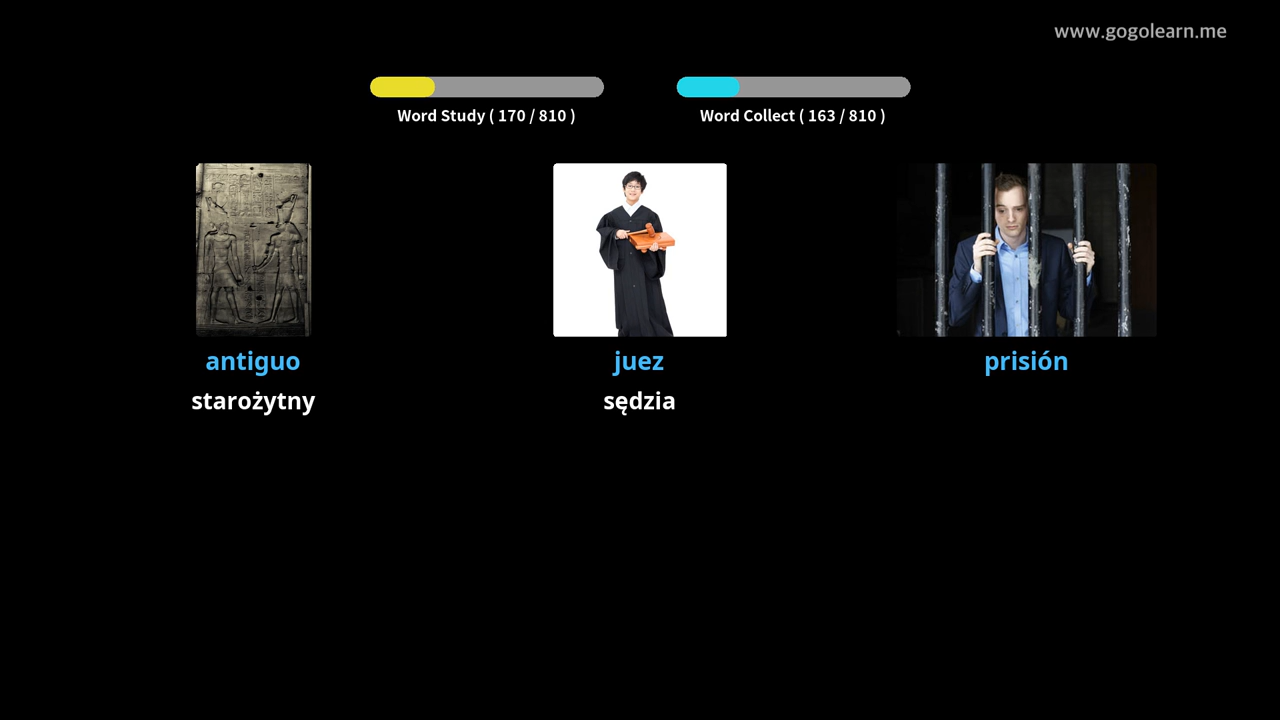 www.gogolearn.me
Word Study ( 170 / 810 )
Word Collect ( 163 / 810 )
antiguo
starożytny
juez
sędzia
prisión